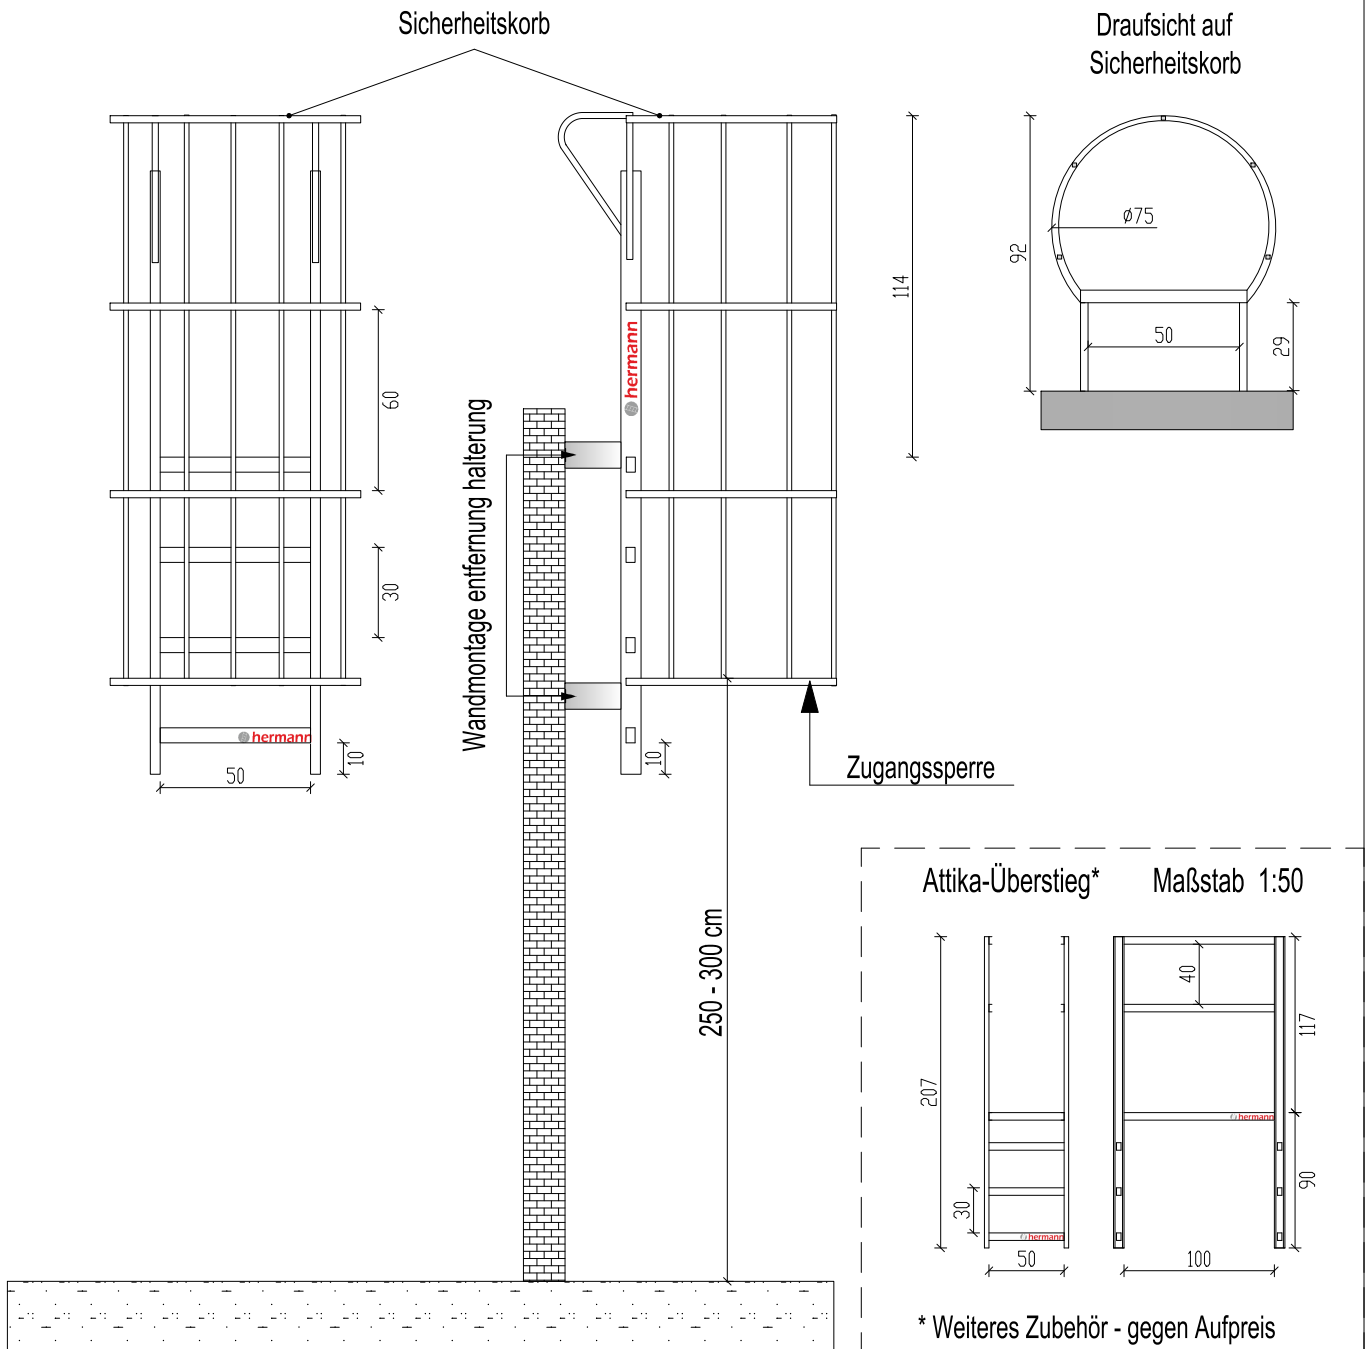 Sicherheitskorb
Draufsicht auf
Sicherheitskorb
114
92
ø75
50
29
hermann
60
30
Wandmontage entfernung halterung
hermann
10
50
10
Zugangssperre
250 - 300 cm
Attika-Überstieg*
Maßstab 1:50
207
30
50
hermann
40
117
hermann
90
100
* Weiteres Zubehör - gegen Aufpreis